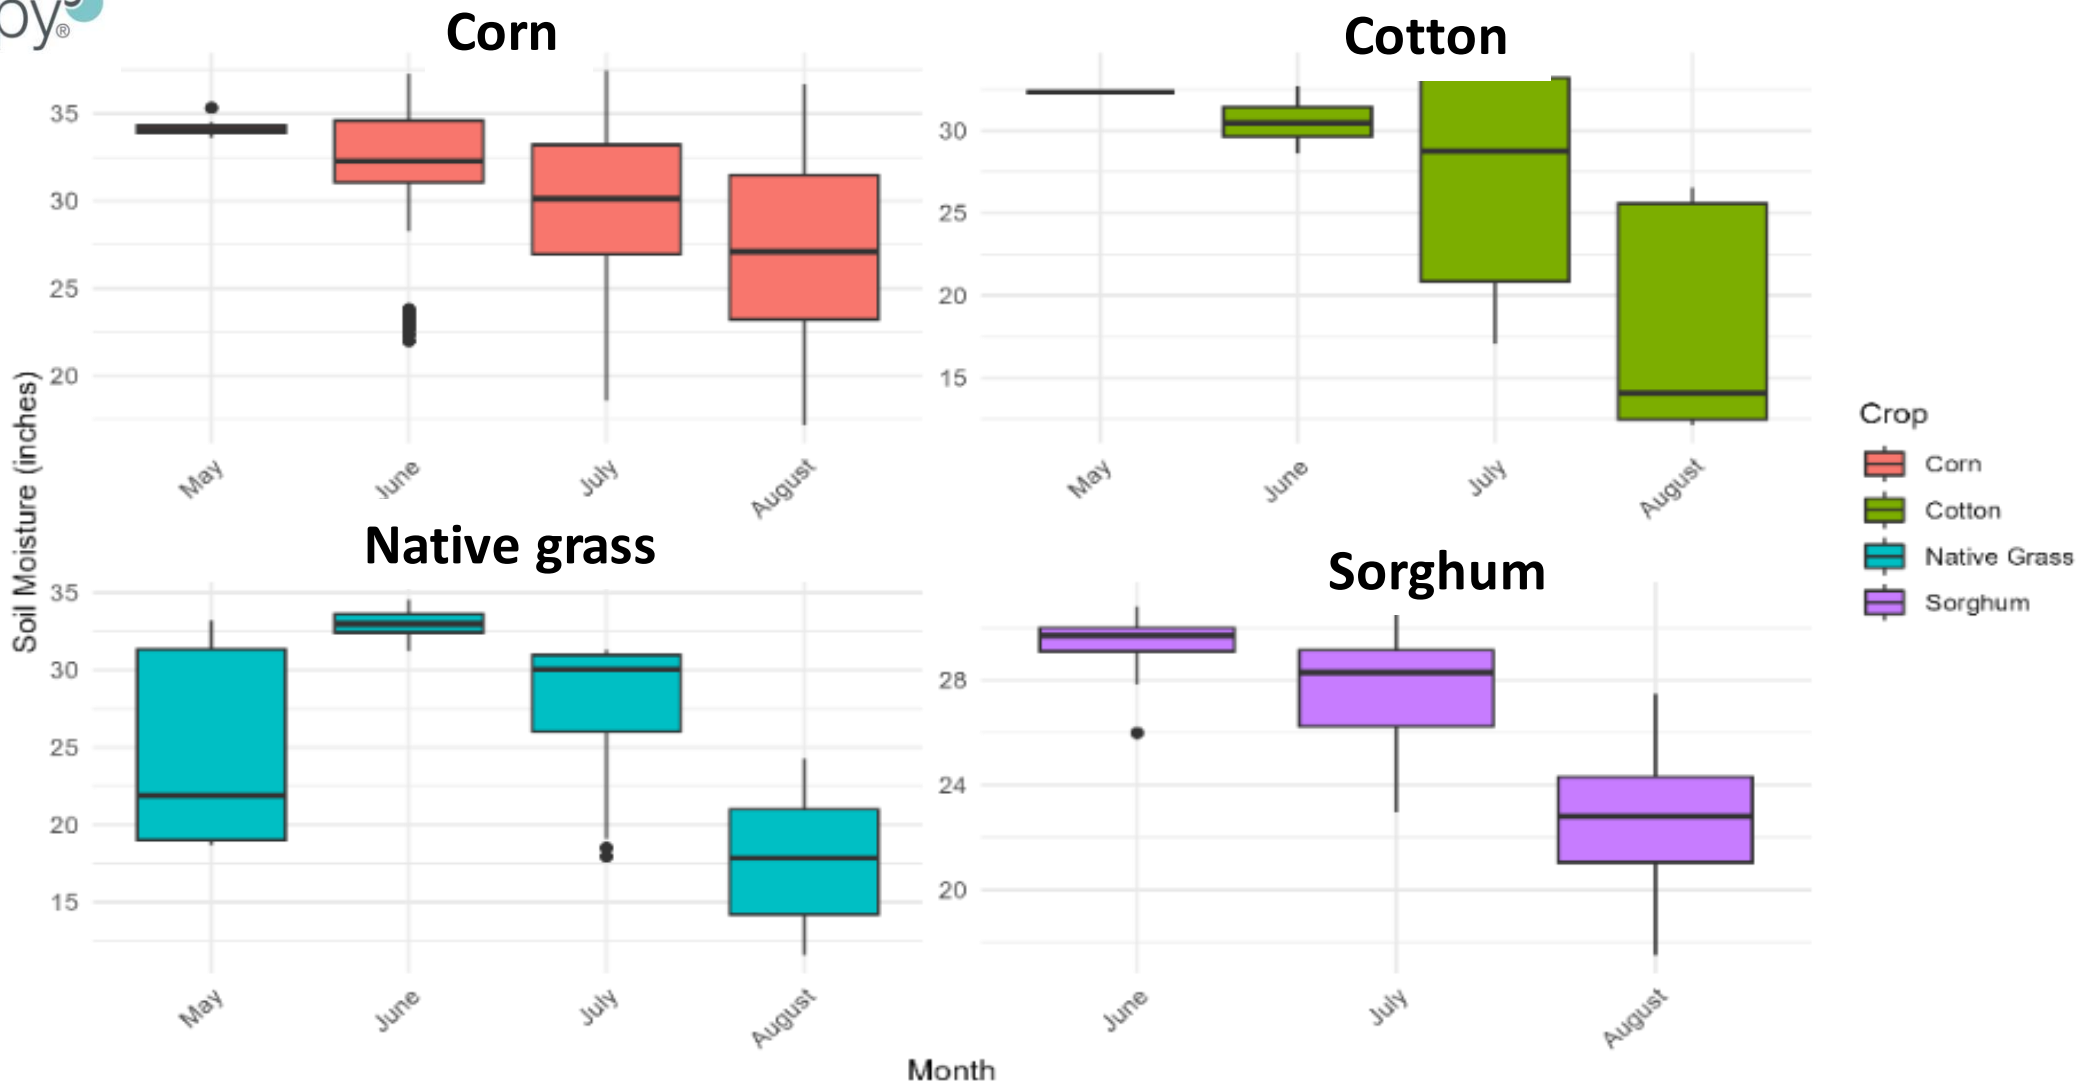 py®
Corn
Cotton
35
30
25
20
30
25
20
15
May
June
July
August
May
June
July
August
Soil Moisture (inches)
Crop
Corn
Cotton
Native Grass
Sorghum
Native grass
Sorghum
35
30
25
20
15
28
24
20
May
June
July
August
June
July
August
Month